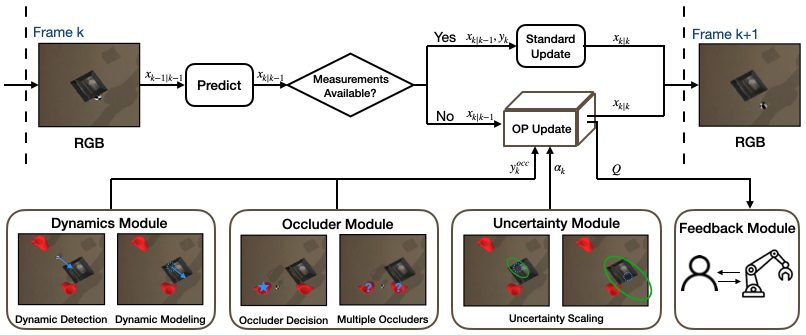 Frame k
RGB
x_{k-1|k-1}
Predict
x_{k|k-1}
Measurements
Available?
Yes
x_{k|k-1}, y_k
Standard
Update
x_{k|k}
No
x_{k|k-1}
OP Update
x_{k|k}
Frame k+1
RGB
y_k^{occ}
α_k
Q
Dynamics Module
Dynamic Detection
Dynamic Modeling
Occluder Module
?
?
Occluder Decision
Multiple Occluders
Uncertainty Module
Uncertainty Scaling
Feedback Module